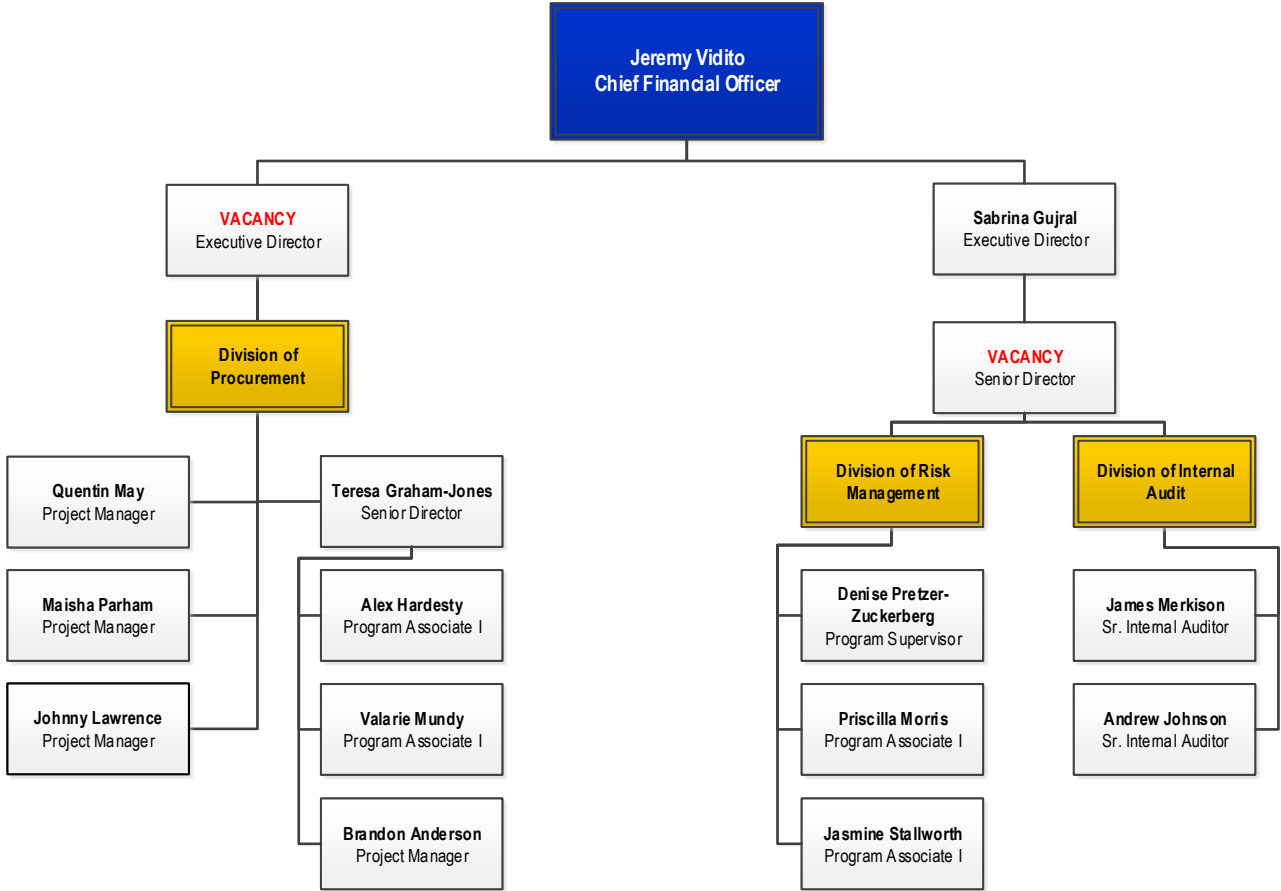 Jeremy Vidito
Chief Financial Officer
VACANCY
Executive Director
Sabrina Gujral
Executive Director
Division of
Procurement
VACANCY
Senior Director
Quentin May
Project Manager
Teresa Graham-Jones
Senior Director
Maisha Parham
Project Manager
Alex Hardesty
Program Associate I
Johnny Lawrence
Project Manager
Valarie Mundy
Program Associate I
Brandon Anderson
Project Manager
Division of Risk
Management
Division of Internal
Audit
Denise Pretzer-
Zuckerberg
Program Supervisor
James Merkison
Sr. Internal Auditor
Priscilla Morris
Program Associate I
Andrew Johnson
Sr. Internal Auditor
Jasmine Stallworth
Program Associate I